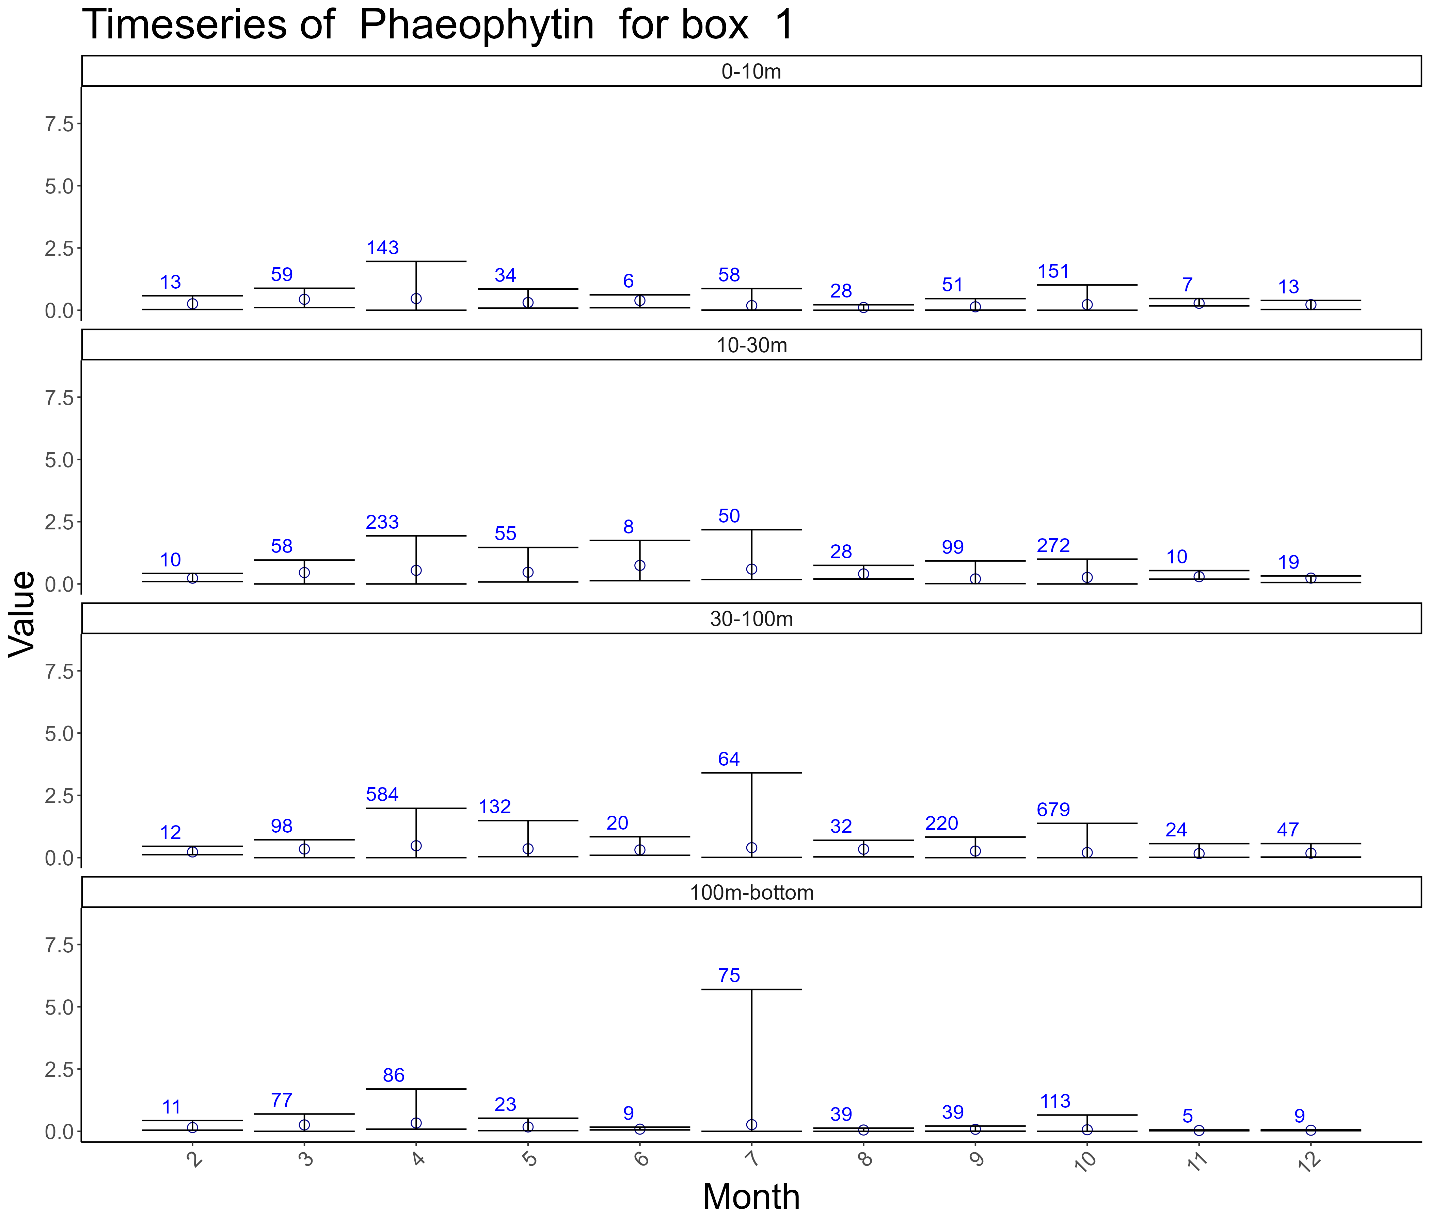 Timeseries of  Phaeophytin  for box  1
0-10m
7.5
5.0
2.5
0.0
13 59 143 34 6 58 28 51 151 7 13
10-30m
7.5
5.0
2.5
0.0
10 58 233 55 8 50 28 99 272 10 19
30-100m
7.5
5.0
2.5
0.0
12 98 584 132 20 64 32 220 679 24 47
100m-bottom
7.5
5.0
2.5
0.0
11 77 86 23 9 75 39 39 113 5 9
2 3 4 5 6 7 8 9 10 11 12
Month
Value